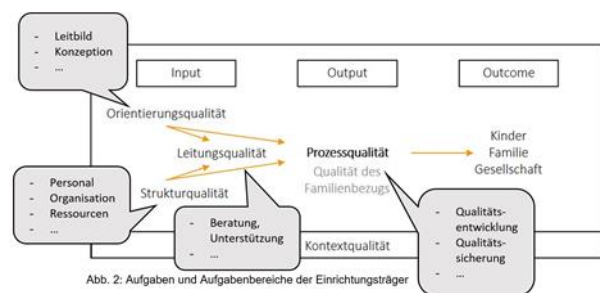 - Leitbild
- Konzeption
- ...
Input
Output
Outcome
Orientierungsqualität
Leitungsqualität
Strukturqualität
Prozessqualität
Qualität des
Familienbezugs
Kinder
Familie
Gesellschaft
- Personal
- Organisation
- Ressourcen
- ...
- Beratung,
Unterstützung
- ...
- Qualitäts-
entwicklung
- Qualitäts-
sicherung
- ...
Kontextqualität
Abb. 2: Aufgaben und Aufgabenbereiche der Einrichtungsträger